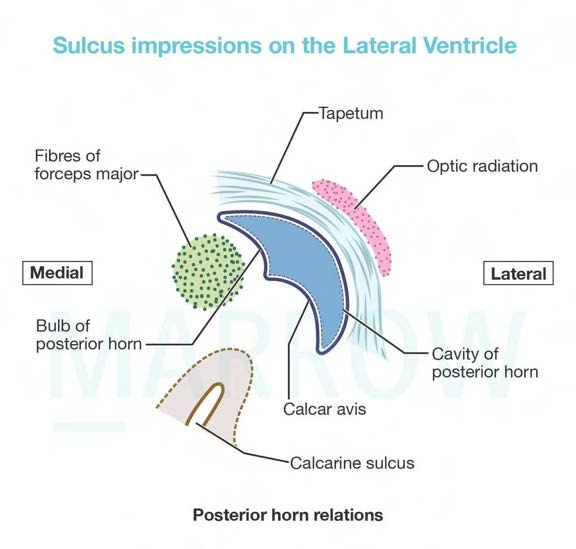 Sulcus impressions on the Lateral Ventricle
Tapetum
Fibres of
forceps major
Optic radiation
Medial
Lateral
Bulb of
posterior horn
MARROW
Cavity of
posterior horn
Calcar avis
Calcarine sulcus
Posterior horn relations